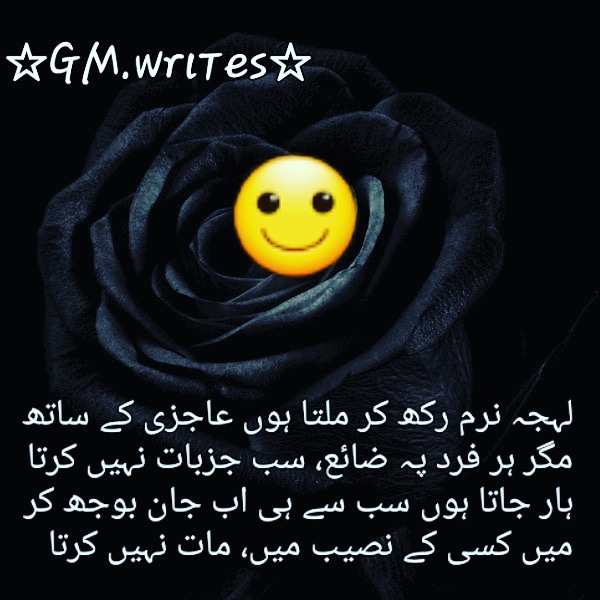 ☆GM.writes☆
لہجہ نرم رکھ کر ملتا ہوں عاجزی کے ساتھ
مگر ہر فرد پہ ضائع، سب جزبات نہیں کرتا
ہار جاتا ہوں سب سے ہی اب جان بوجھ کر
میں کسی کے نصیب میں، مات نہیں کرتا